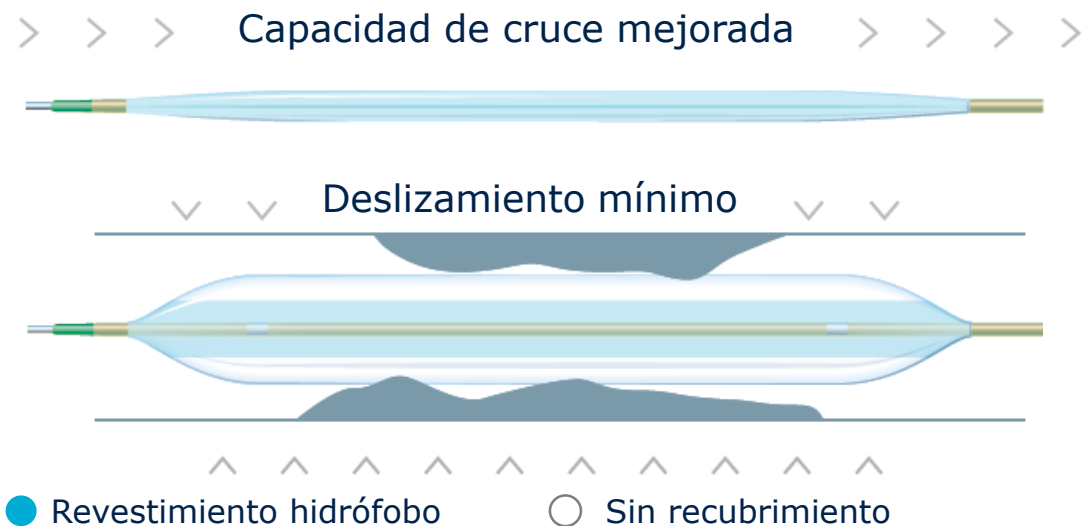 Capacidad de cruce mejorada
Deslizamiento mínimo
Revestimiento hidrófobo
Sin recubrimiento